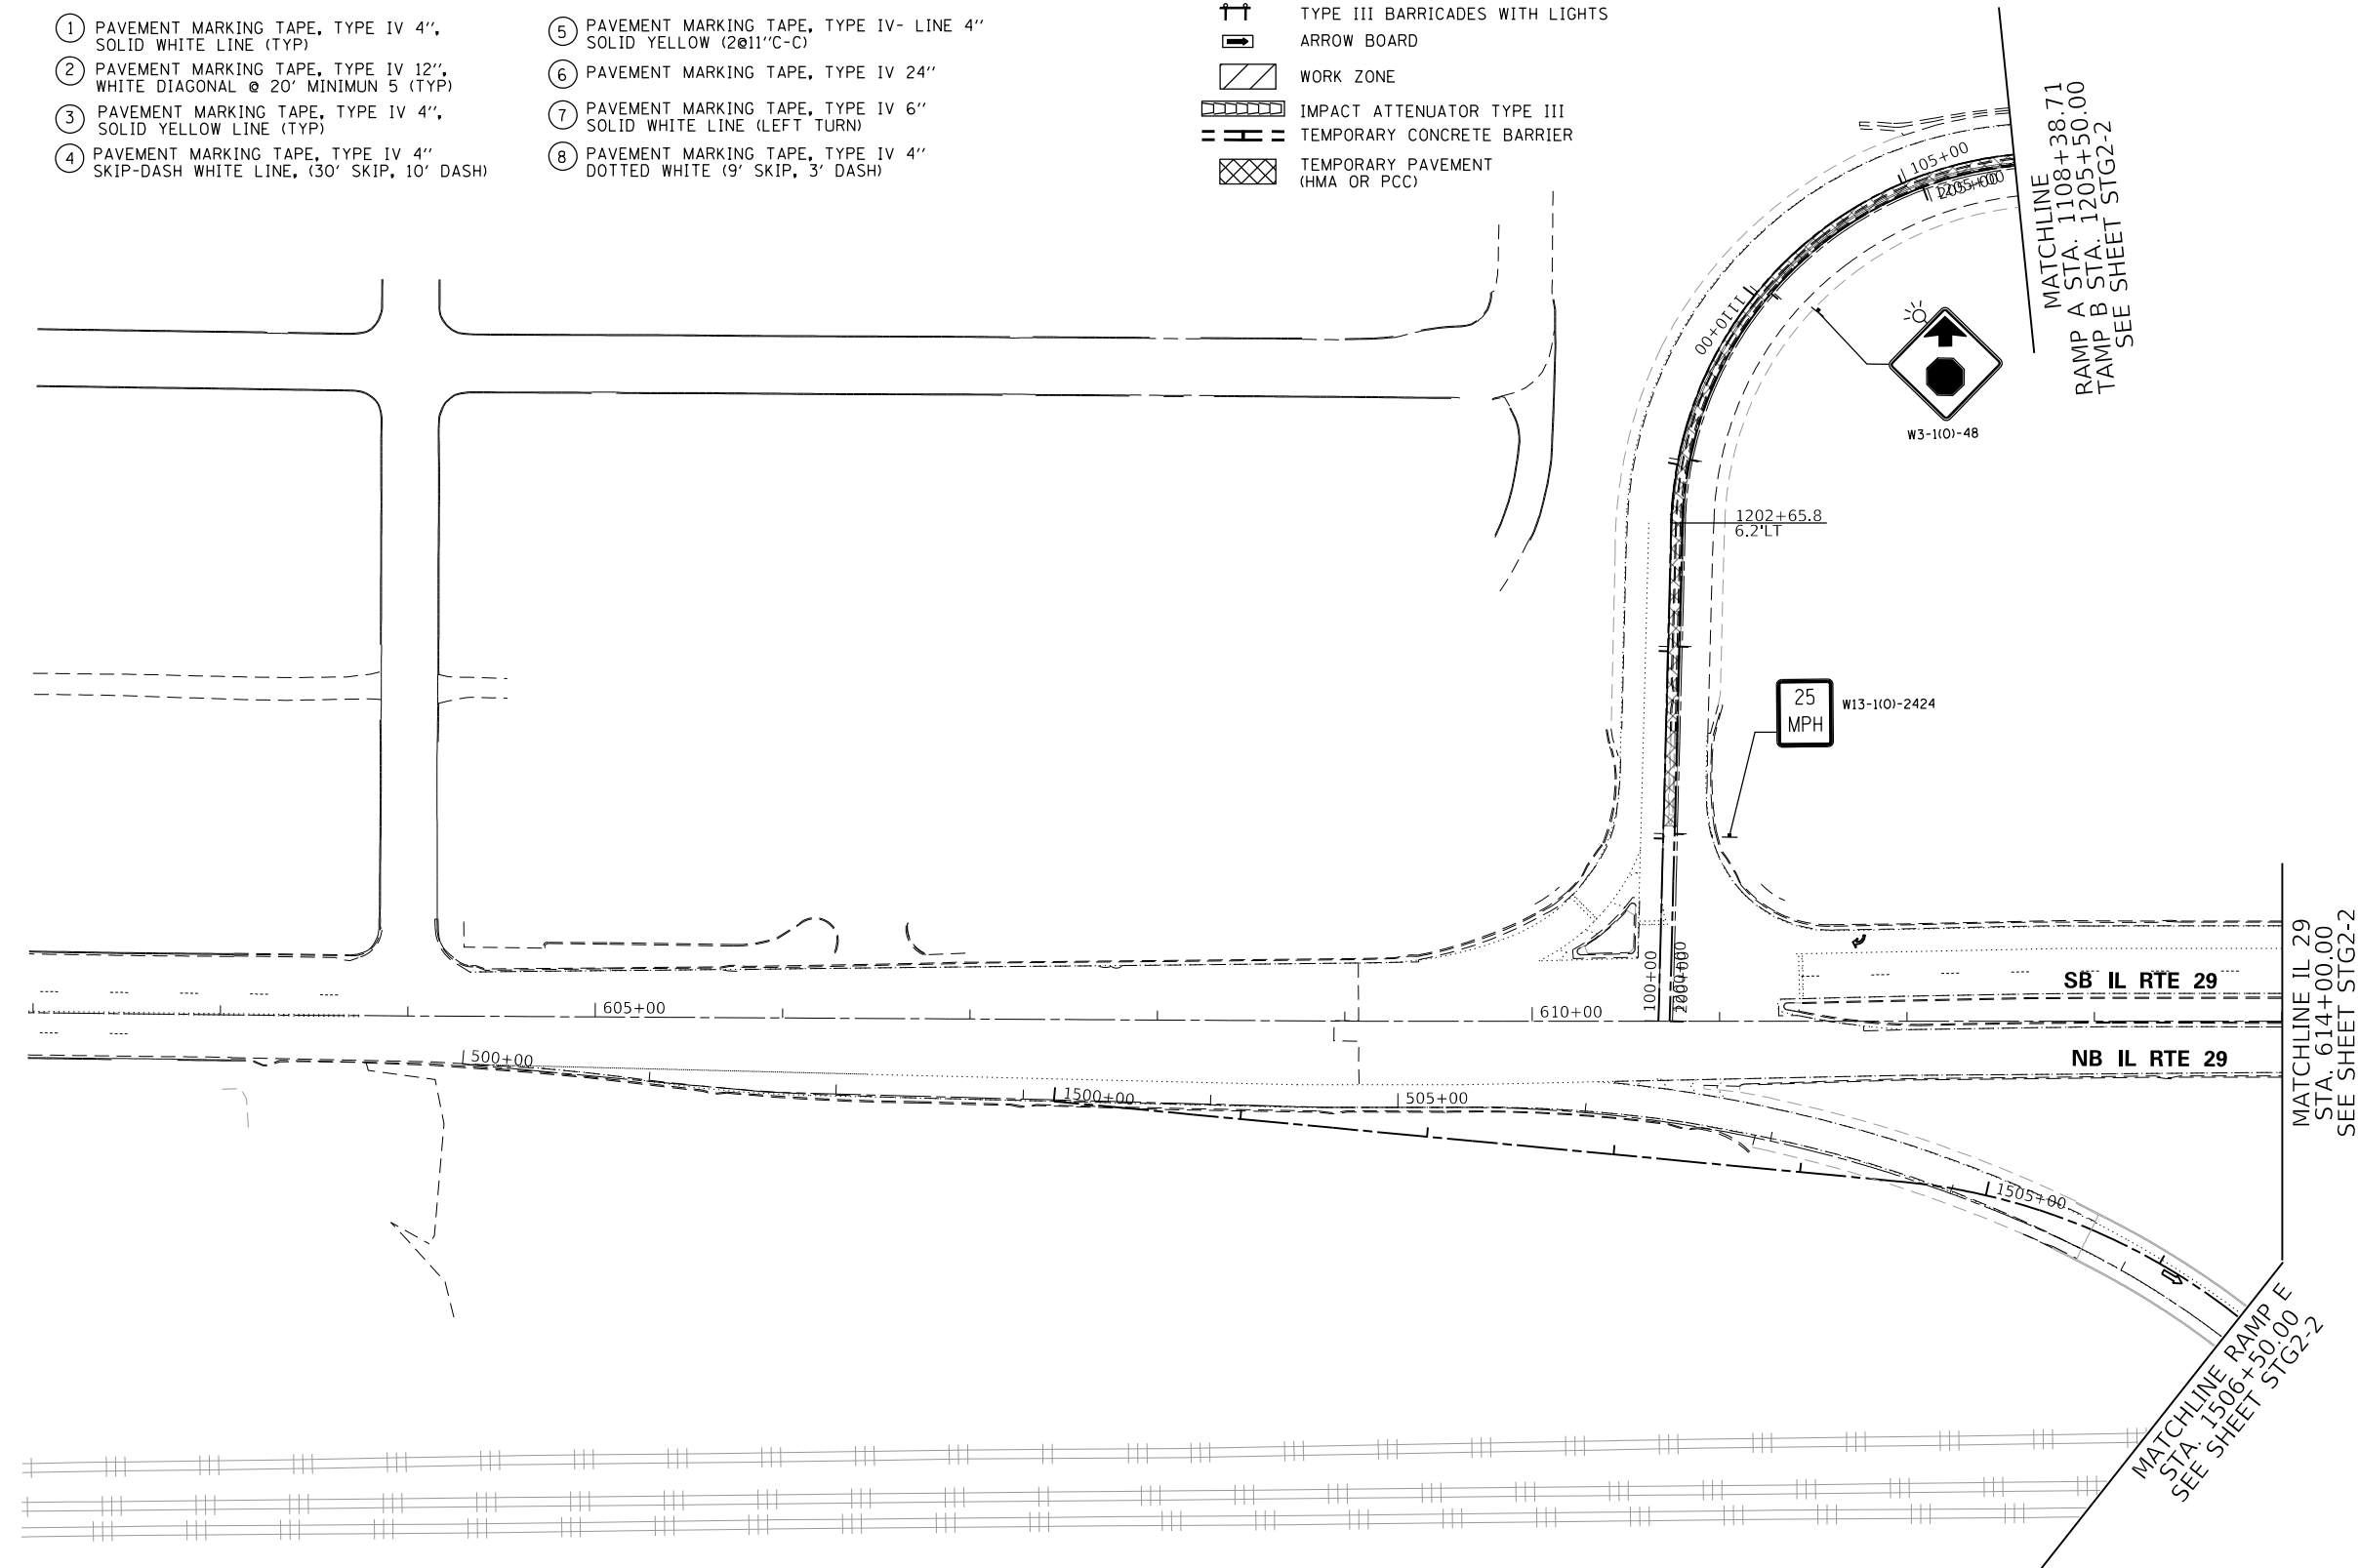 1 PAVEMENT MARKING TAPE, TYPE IV 4",
SOLID WHITE LINE (TYP)
2 PAVEMENT MARKING TAPE, TYPE IV 12",
WHITE DIAGONAL @ 20' MINIMUN 5 (TYP)
3 PAVEMENT MARKING TAPE, TYPE IV 4",
SOLID YELLOW LINE (TYP)
4 PAVEMENT MARKING TAPE, TYPE IV 4"
SKIP-DASH WHITE LINE, (30' SKIP, 10' DASH)
5 PAVEMENT MARKING TAPE, TYPE IV- LINE 4"
SOLID YELLOW (2@11"C-C)
6 PAVEMENT MARKING TAPE, TYPE IV 24"
7 PAVEMENT MARKING TAPE, TYPE IV 6"
SOLID WHITE LINE (LEFT TURN)
8 PAVEMENT MARKING TAPE, TYPE IV 4"
DOTTED WHITE (9' SKIP, 3' DASH)
TYPE III BARRICADES WITH LIGHTS
ARROW BOARD
WORK ZONE
IMPACT ATTENUATOR TYPE III
TEMPORARY CONCRETE BARRIER
TEMPORARY PAVEMENT
(HMA OR PCC)
MATCHLINE
RAMP A STA. 1108+38.71
TAMP B STA. 1205+50.00
SEE SHEET STG2-2
105+00
205+00
1110+00
W3-1(O)-48
1202+65.8
6.2'LT
25
MPH
W13-1(O)-2424
100+00
200+00
605+00
610+00
SB IL RTE 29
NB IL RTE 29
MATCHLINE IL 29
STA. 614+00.00
SEE SHEET STG2-2
500+00
1500+00
505+00
1505+00
MATCHLINE RAMP E
STA. 1506+50.00
SEE SHEET STG2-2